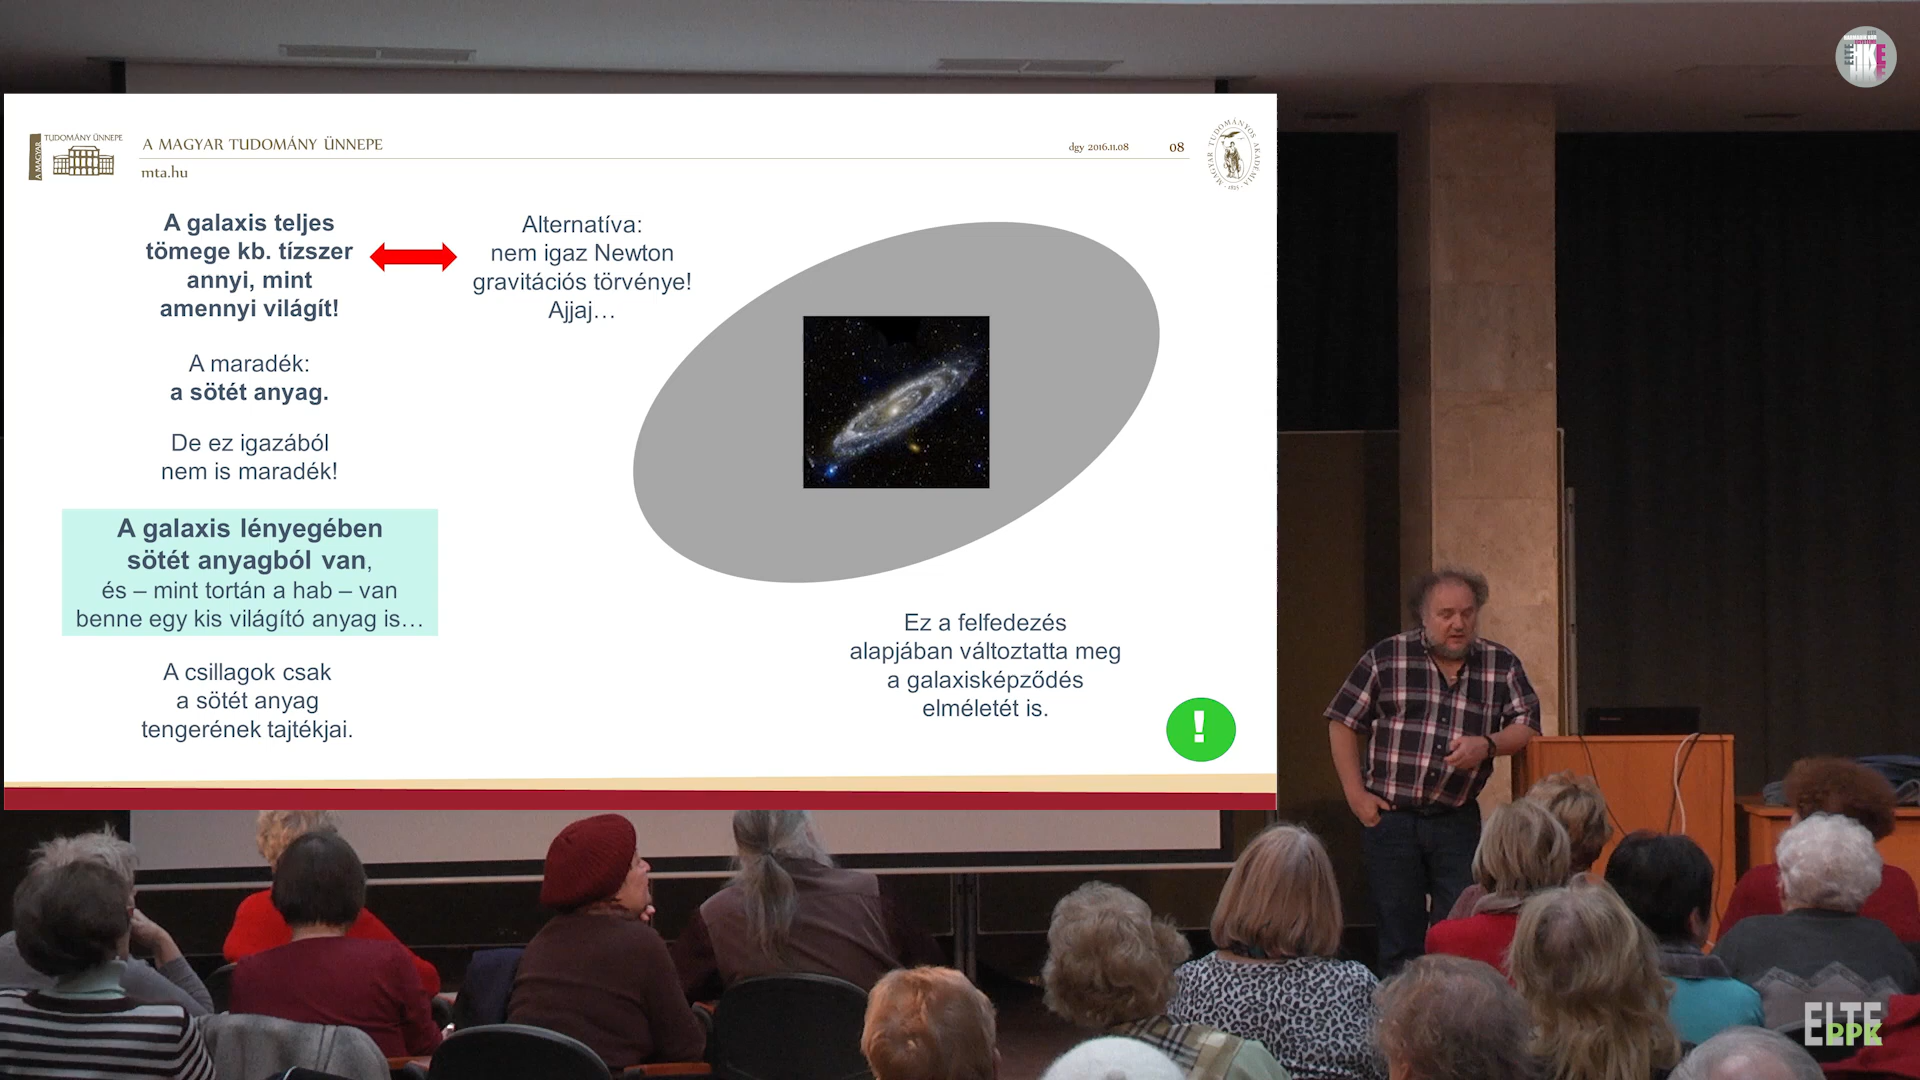 TUDOMÁNY ÜNNEPE
A MAGYAR
A MAGYAR TUDOMÁNY ÜNNEPE
mta.hu
dgy 2016.11.08
08
MAGYAR TUDOMÁNYOS AKADÉMIA
A galaxis teljes
tömege kb. tízszer
annyi, mint
amennyi világít!
Alternatíva:
nem igaz Newton
gravitációs törvénye!
Ajjaj…
A maradék:
a sötét anyag.
De ez igazából
nem is maradék!
A galaxis lényegében
sötét anyagból van,
és – mint tortán a hab – van
benne egy kis világító anyag is…
A csillagok csak
a sötét anyag
tengerének tajtékjai.
Ez a felfedezés
alapjában változtatta meg
a galaxisképződés
elméletét is.
!
ELTE
PPK